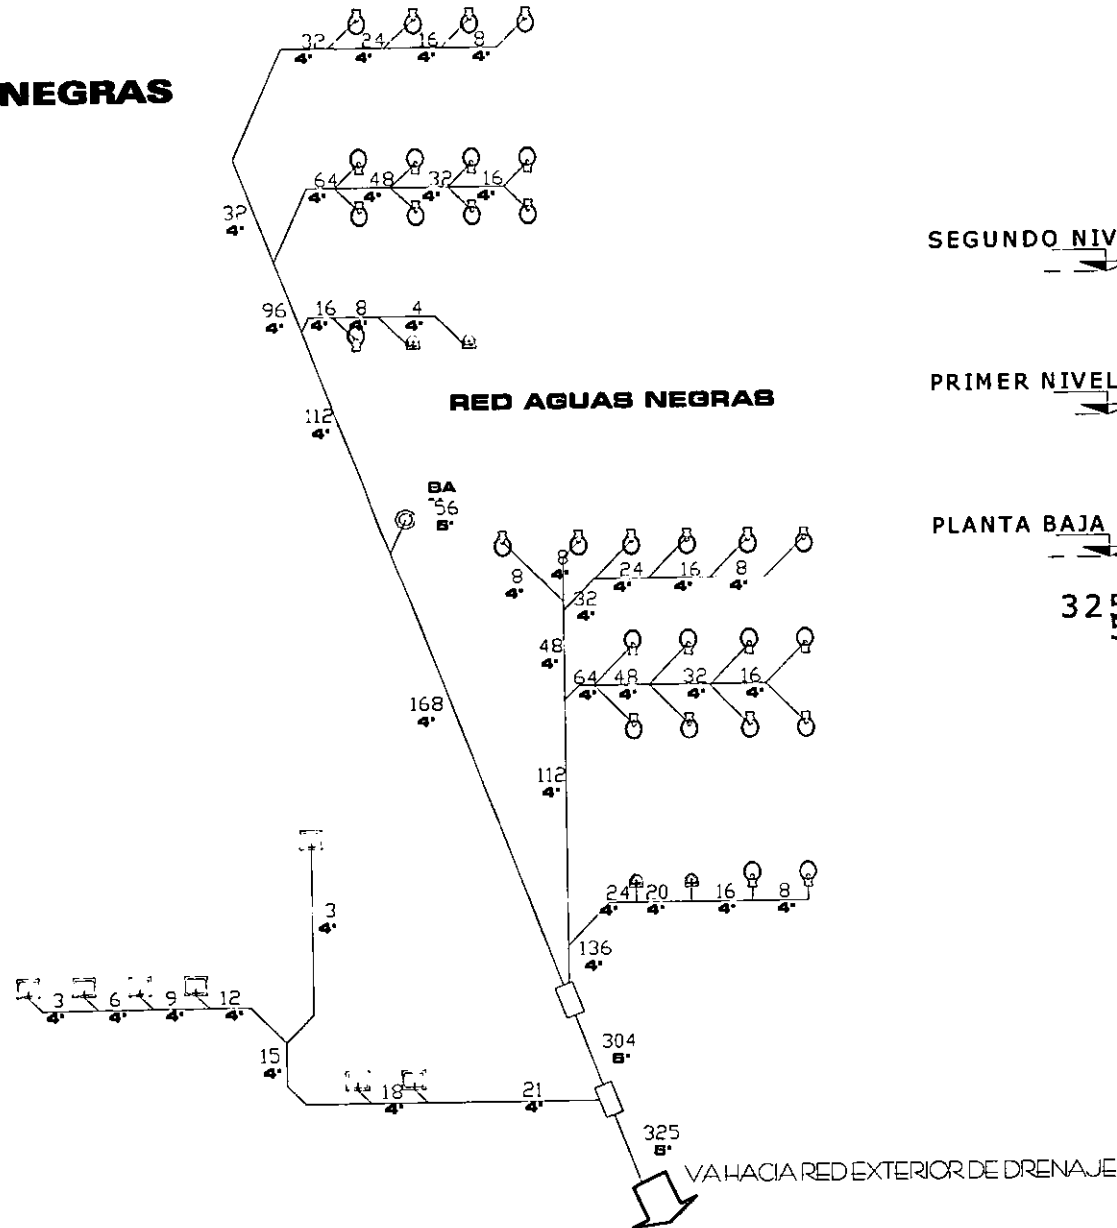 32 24 16 8
4" 4" 4" 4"
NEGRAS
64 48 32 16
4" 4" 4" 4"
32
4"
SEGUNDO NIV
96 16 8 4
4" 4" 4" 4"
PRIMER NIVEL
RED AGUAS NEGRAS
112
4"
BA
56
6"
PLANTA BAJA
8 8 24 16 8
4" 4" 4" 4" 4"
32
4"
325
48
4"
64 48 32 16
4" 4" 4" 4"
168
4"
112
4"
24 20 16 8
4" 4" 4" 4"
3
4"
136
4"
3 6 9 12
4" 4" 4" 4"
304
6"
15
4"
18 21
4" 4"
325
6"
VA HACIA RED EXTERIOR DE DRENAJE